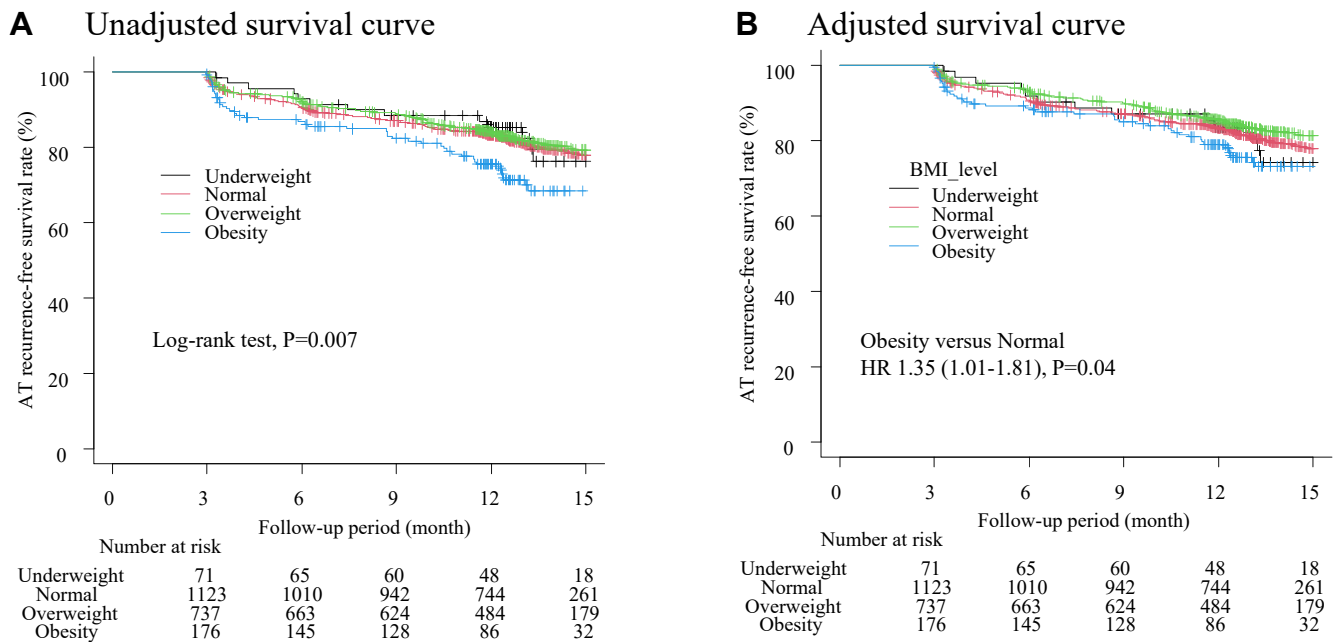 A Unadjusted survival curve
AT recurrence-free survival rate (%)
100
80
60
40
20
0
Underweight
Normal
Overweight
Obesity
Log-rank test, P=0.007
0 3 6 9 12 15
Follow-up period (month)
Number at risk
Underweight 71 65 60 48 18
Normal 1123 1010 942 744 261
Overweight 737 663 624 484 179
Obesity 176 145 128 86 32
B Adjusted survival curve
AT recurrence-free survival rate (%)
100
80
60
40
20
0
BMI_level
Underweight
Normal
Overweight
Obesity
Obesity versus Normal
HR 1.35 (1.01-1.81), P=0.04
0 3 6 9 12 15
Follow-up period (month)
Number at risk
Underweight 71 65 60 48 18
Normal 1123 1010 942 744 261
Overweight 737 663 624 484 179
Obesity 176 145 128 86 32